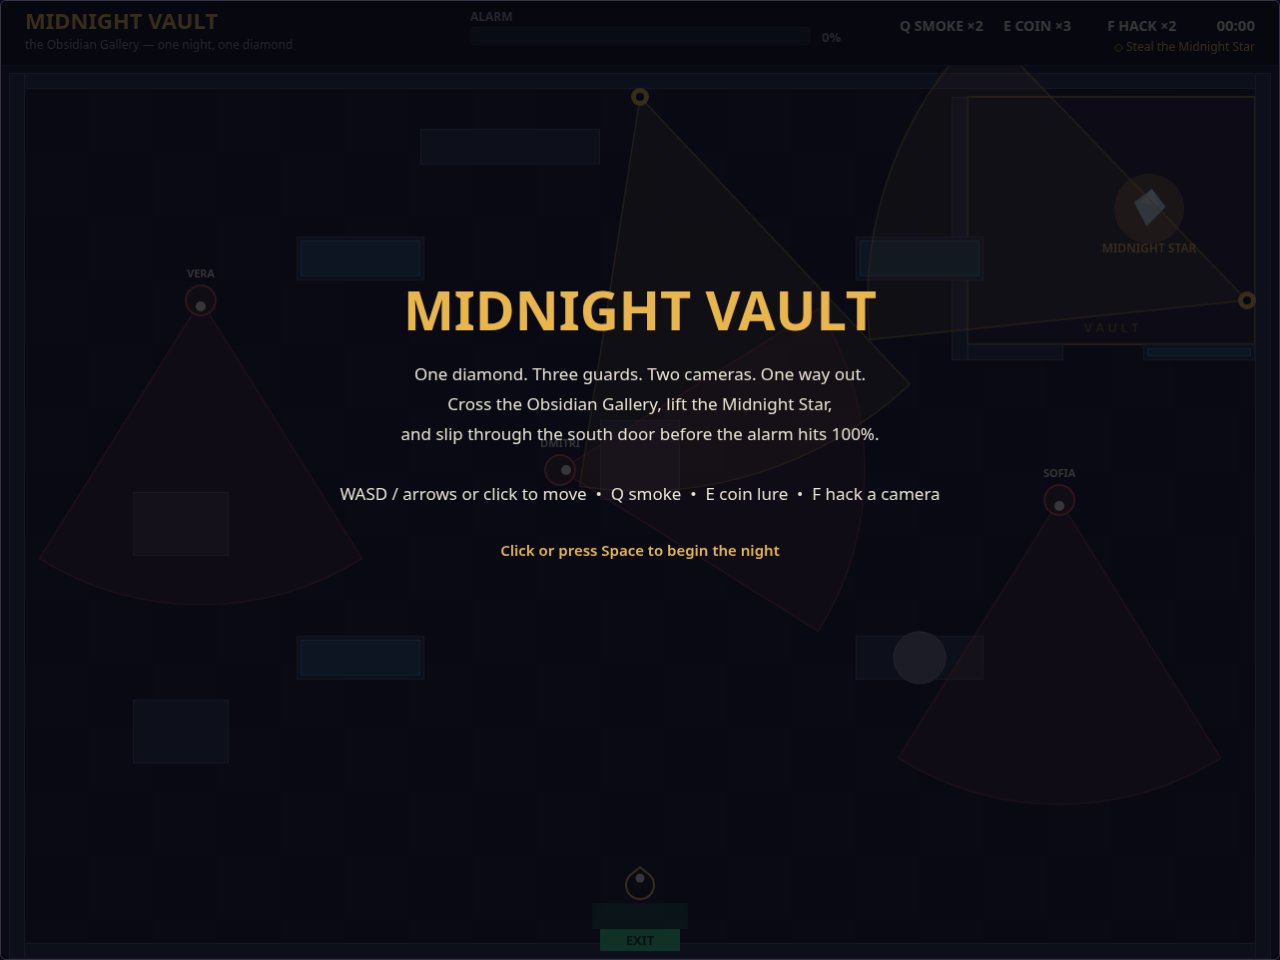 MIDNIGHT VAULT
the Obsidian Gallery — one night, one diamond
ALARM
0%
Q SMOKE ×2 E COIN ×3 F HACK ×2 00:00
◇ Steal the Midnight Star
MIDNIGHT STAR
VERA
VAULT
MIDNIGHT VAULT
One diamond. Three guards. Two cameras. One way out.
Cross the Obsidian Gallery, lift the Midnight Star,
and slip through the south door before the alarm hits 100%.
DMITRI
SOFIA
WASD / arrows or click to move • Q smoke • E coin lure • F hack a camera
Click or press Space to begin the night
EXIT